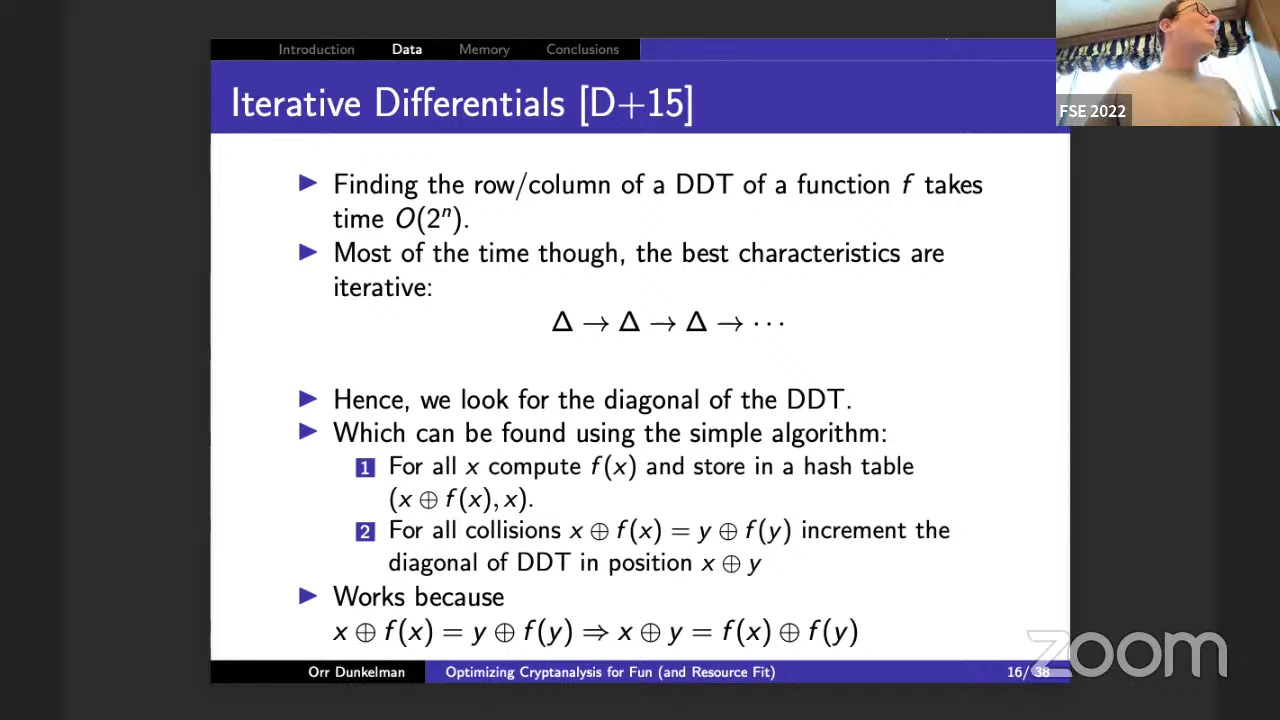 Introduction Data Memory Conclusions
Iterative Differentials [D+15]
FSE 2022
▶ Finding the row/column of a DDT of a function f takes
time O(2ⁿ).
▶ Most of the time though, the best characteristics are
iterative:
Δ → Δ → Δ → ⋯
▶ Hence, we look for the diagonal of the DDT.
▶ Which can be found using the simple algorithm:
1 For all x compute f(x) and store in a hash table
(x ⊕ f(x), x).
2 For all collisions x ⊕ f(x) = y ⊕ f(y) increment the
diagonal of DDT in position x ⊕ y
▶ Works because
x ⊕ f(x) = y ⊕ f(y) ⇒ x ⊕ y = f(x) ⊕ f(y)
Orr Dunkelman Optimizing Cryptanalysis for Fun (and Resource Fit) 16/38
zoom